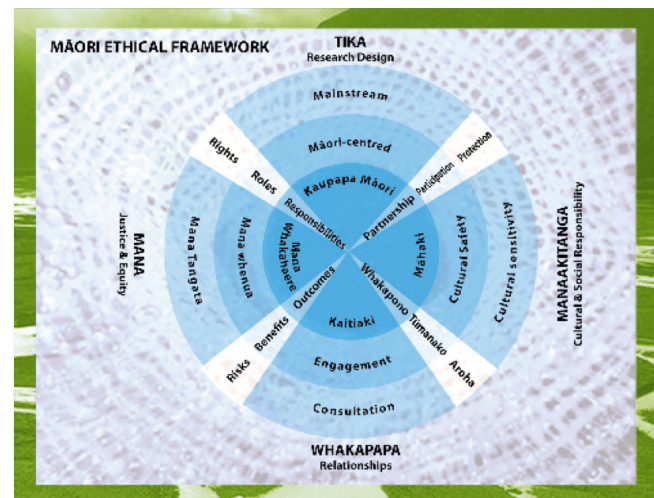 MĀORI ETHICAL FRAMEWORK
TIKA
Research Design
Mainstream
Māori-centred
Kaupapa Māori
Rights
Roles
Responsibilities
Protection
Participation
Partnership
MANA
Justice & Equity
Mana Tangata
Mana whenua
Mana
Whakahaere
Māhaki
Cultural Safety
Cultural sensitivity
MANAAKITANGA
Cultural & Social Responsibility
Outcomes
Benefits
Risks
Whakapono
Tūmanako
Aroha
Kaitiaki
Engagement
Consultation
WHAKAPAPA
Relationships